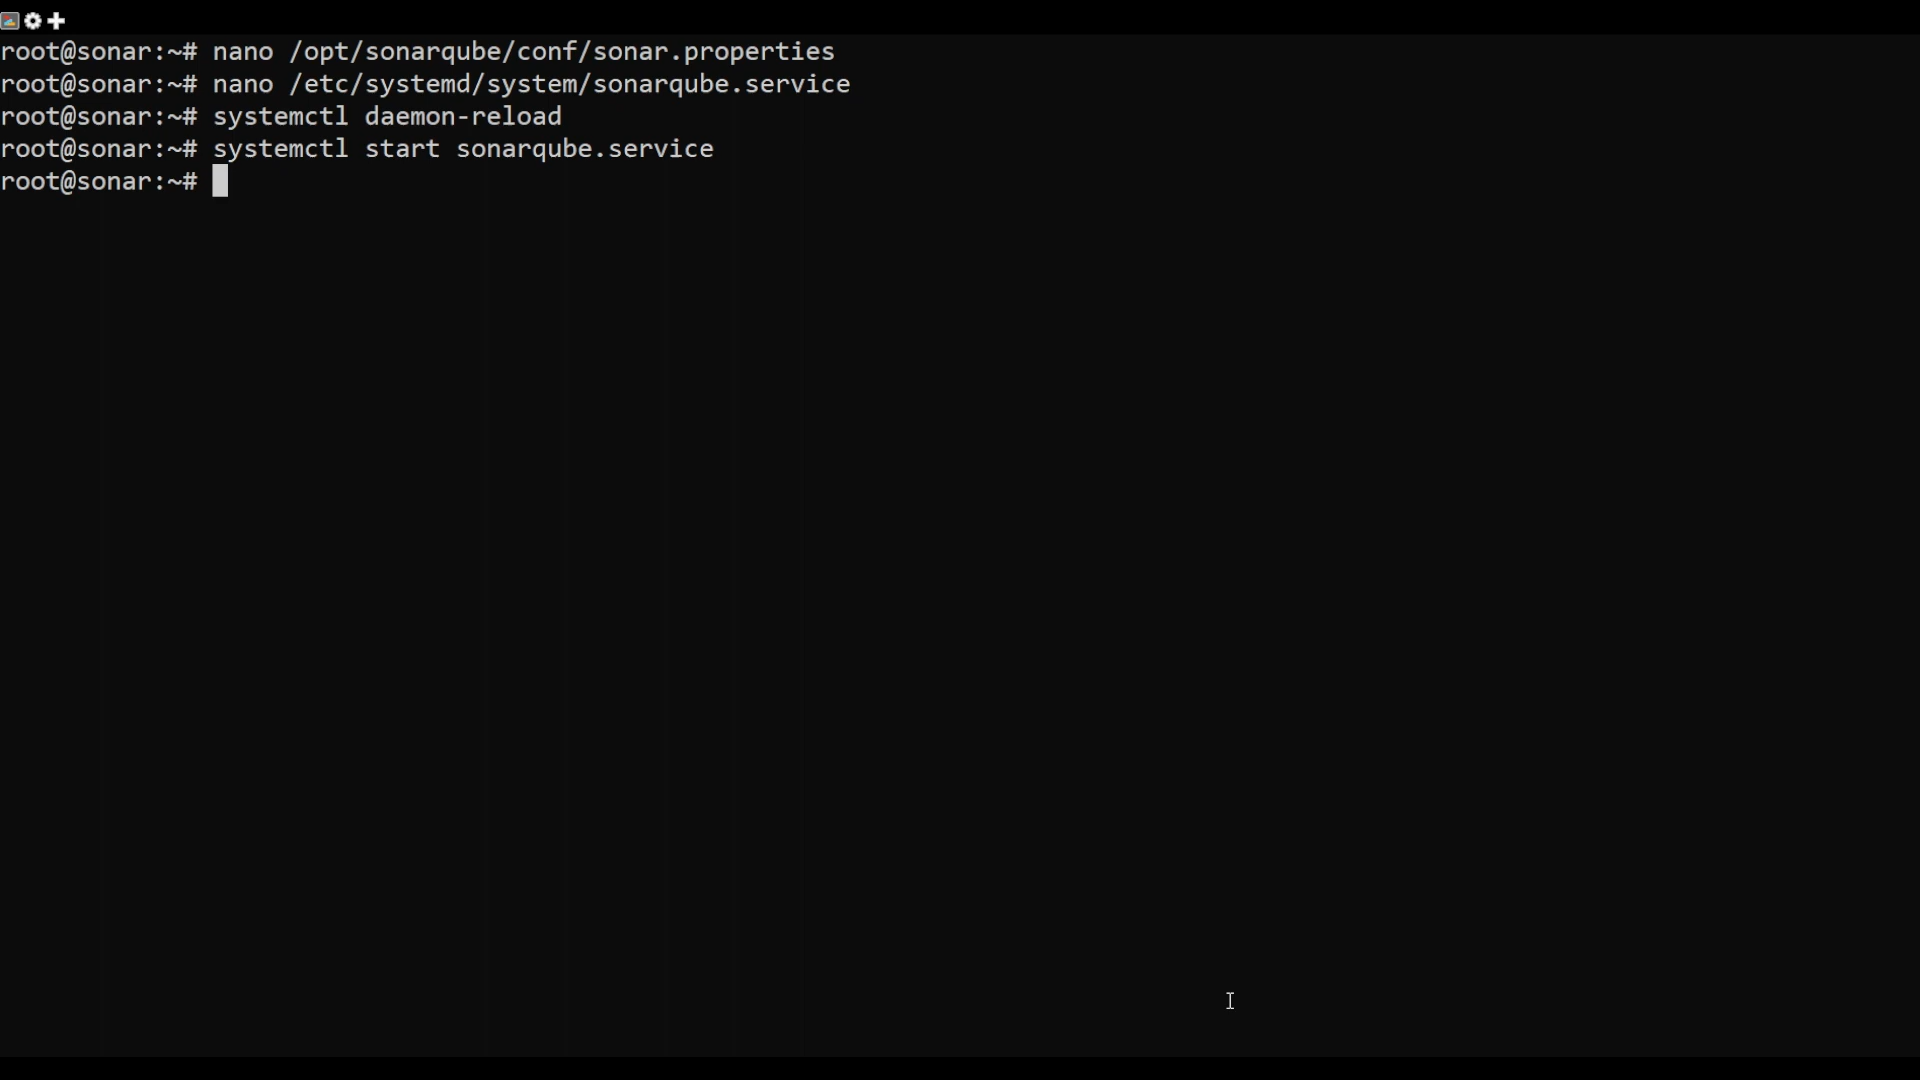 root@sonar:~# nano /opt/sonarqube/conf/sonar.properties
root@sonar:~# nano /etc/systemd/system/sonarqube.service
root@sonar:~# systemctl daemon-reload
root@sonar:~# systemctl start sonarqube.service
root@sonar:~#